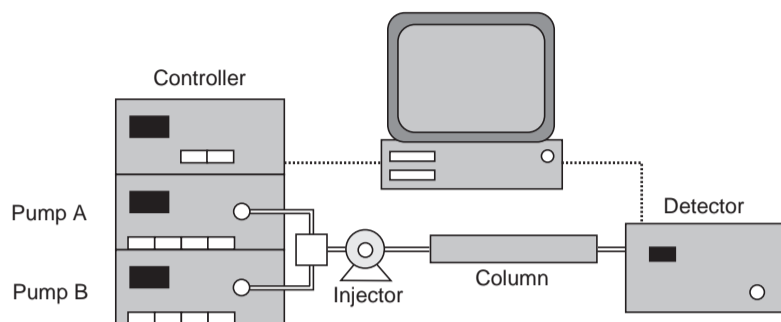 Controller
Pump A
Detector
Pump B
Injector
Column